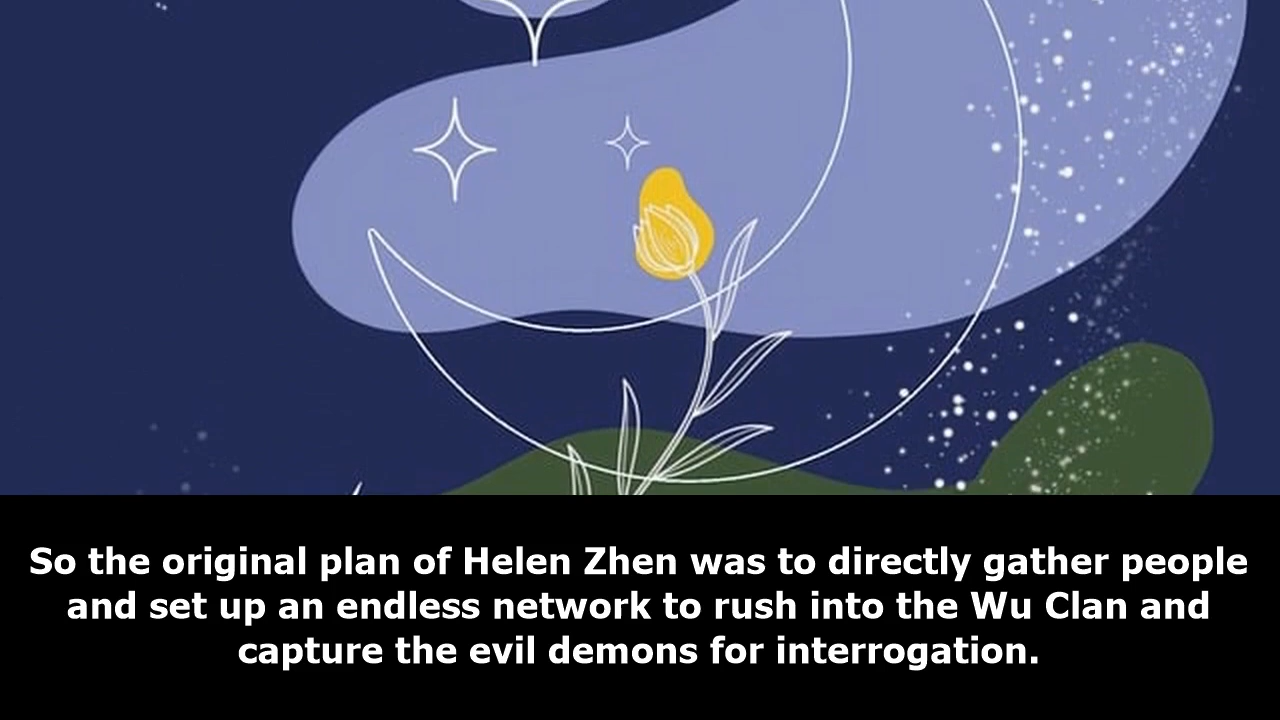 So the original plan of Helen Zhen was to directly gather people
and set up an endless network to rush into the Wu Clan and
capture the evil demons for interrogation.